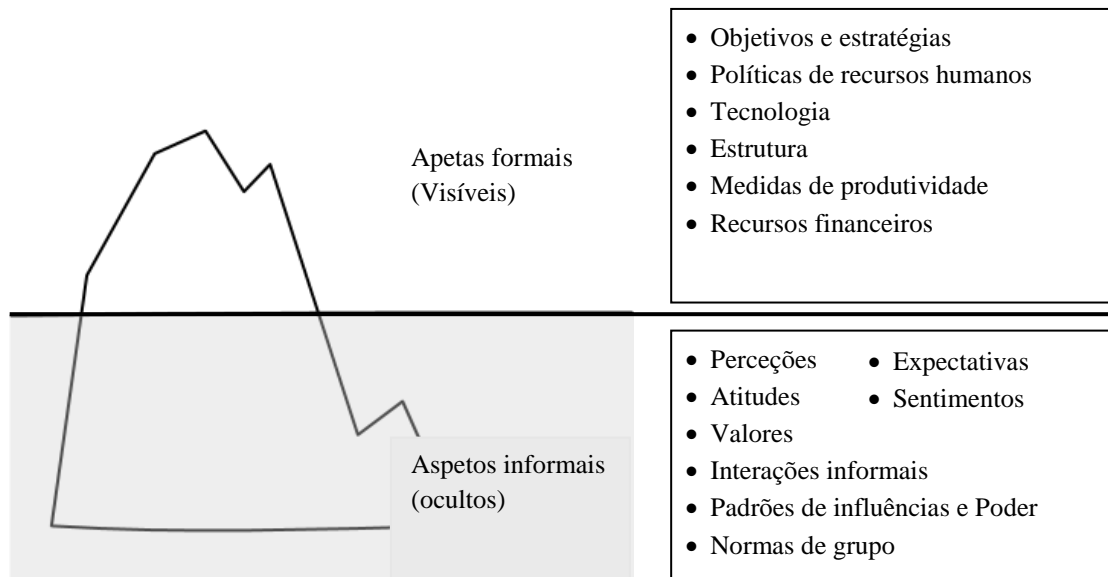 Apetas formais
(Visíveis)
• Objetivos e estratégias
• Políticas de recursos humanos
• Tecnologia
• Estrutura
• Medidas de produtividade
• Recursos financeiros
Aspetos informais
(ocultos)
• Perceções • Expectativas
• Atitudes • Sentimentos
• Valores
• Interações informais
• Padrões de influências e Poder
• Normas de grupo